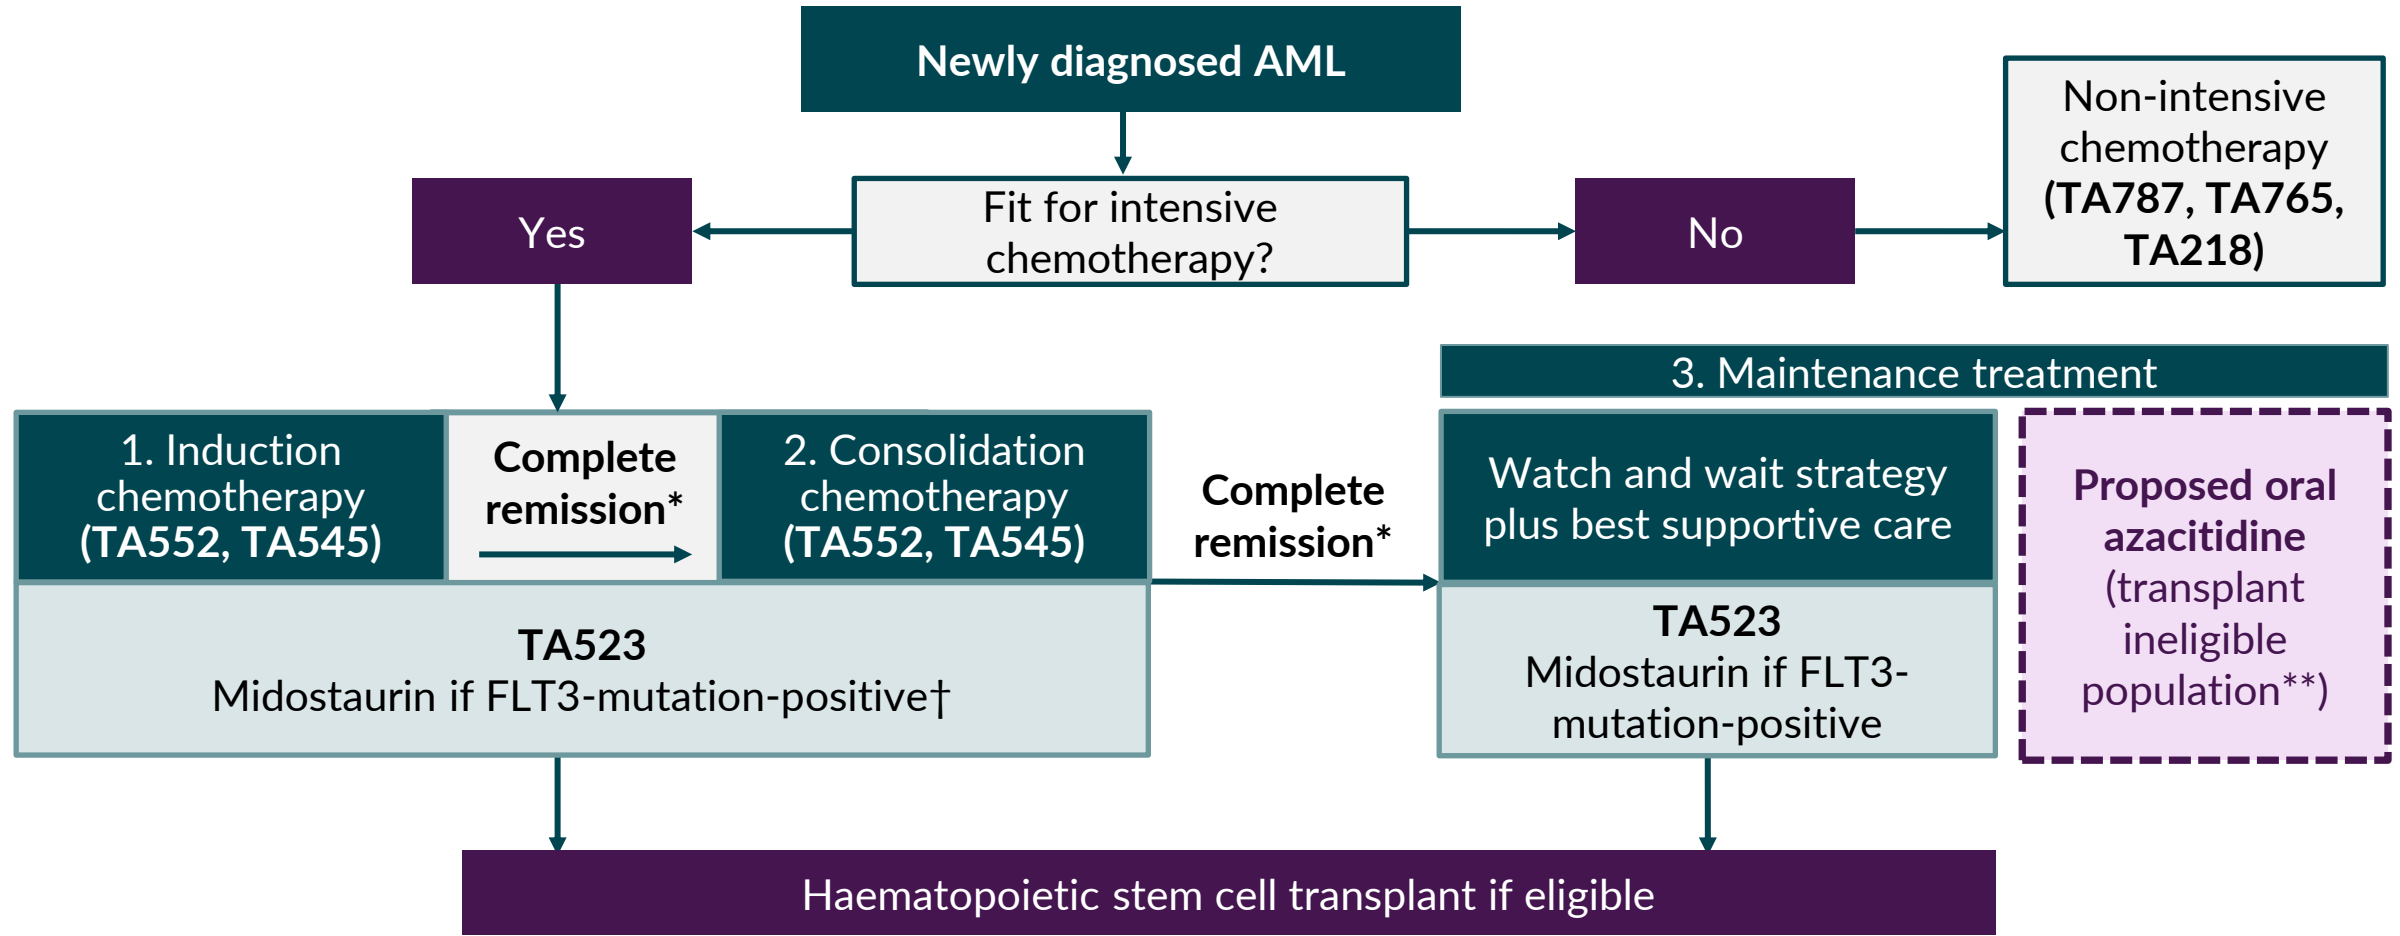 Newly diagnosed AML
Fit for intensive
chemotherapy?
Yes
No
Non-intensive
chemotherapy
(TA787, TA765,
TA218)
3. Maintenance treatment
1. Induction
chemotherapy
(TA552, TA545)
Complete
remission*
2. Consolidation
chemotherapy
(TA552, TA545)
TA523
Midostaurin if FLT3-mutation-positive†
Complete
remission*
Watch and wait strategy
plus best supportive care
TA523
Midostaurin if FLT3-
mutation-positive
Proposed oral
azacitidine
(transplant
ineligible
population**)
Haematopoietic stem cell transplant if eligible